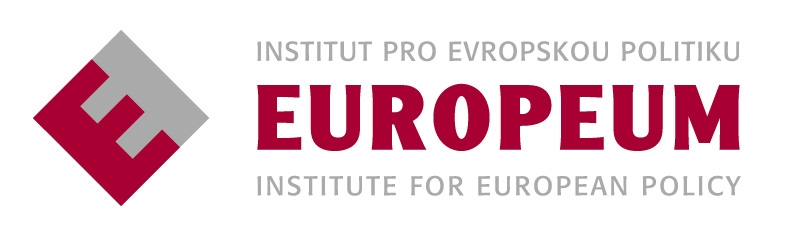 INSTITUT PRO EVROPSKOU POLITIKU
EUROPEUM
INSTITUTE FOR EUROPEAN POLICY